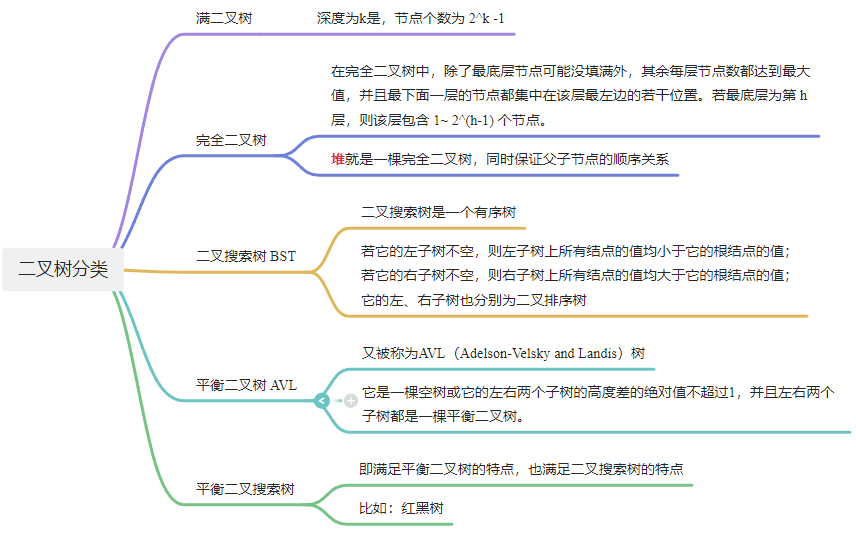 二叉树分类
满二叉树
深度为k是，节点个数为 2^k -1
完全二叉树
在完全二叉树中，除了最底层节点可能没填满外，其余每层节点数都达到最大
值，并且最下面一层的节点都集中在该层最左边的若干位置。若最底层为第 h
层，则该层包含 1~ 2^(h-1) 个节点。
堆就是一棵完全二叉树，同时保证父子节点的顺序关系
二叉搜索树 BST
二叉搜索树是一个有序树
若它的左子树不空，则左子树上所有结点的值均小于它的根结点的值；
若它的右子树不空，则右子树上所有结点的值均大于它的根结点的值；
它的左、右子树也分别为二叉排序树
平衡二叉树 AVL
又被称为AVL（Adelson-Velsky and Landis）树
它是一棵空树或它的左右两个子树的高度差的绝对值不超过1，并且左右两个
子树都是一棵平衡二叉树。
平衡二叉搜索树
即满足平衡二叉树的特点，也满足二叉搜索树的特点
比如：红黑树